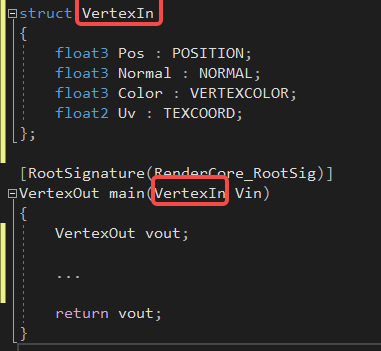 struct VertexIn
{
float3 Pos : POSITION;
float3 Normal : NORMAL;
float3 Color : VERTEXCOLOR;
float2 Uv : TEXCOORD;
};
[RootSignature(RenderCore_RootSig)]
VertexOut main(VertexIn Vin)
{
VertexOut vout;
...
return vout;
}